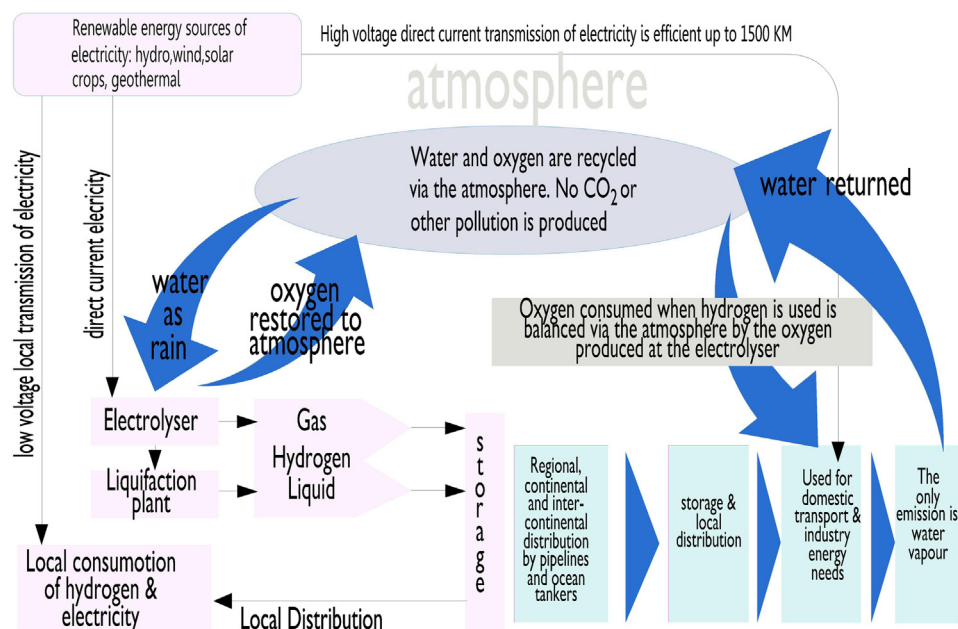 Renewable energy sources of
electricity: hydro,wind,solar
crops, geothermal
High voltage direct current transmission of electricity is efficient up to 1500 KM
atmosphere
low voltage local transmission of electricity
direct current elecricity
Water and oxygen are recycled
via the atmosphere. No CO2 or
other pollution is produced
water returned
water
as
rain
oxygen
restored to
atmosphere
Oxygen consumed when hydrogen is used is
balanced via the atmosphere by the oxygen
produced at the electrolyser
Electrolyser
Gas
Hydrogen
Liquid
Liquifaction
plant
storage
Regional,
continental
and inter-
continental
distribution
by pipelines
and ocean
tankers
storage &
local
distribution
Used for
domestic
transport &
industry
energy
needs
The
only
emission is
water
vapour
Local consumotion
of hydrogen &
electricity
Local Distribution